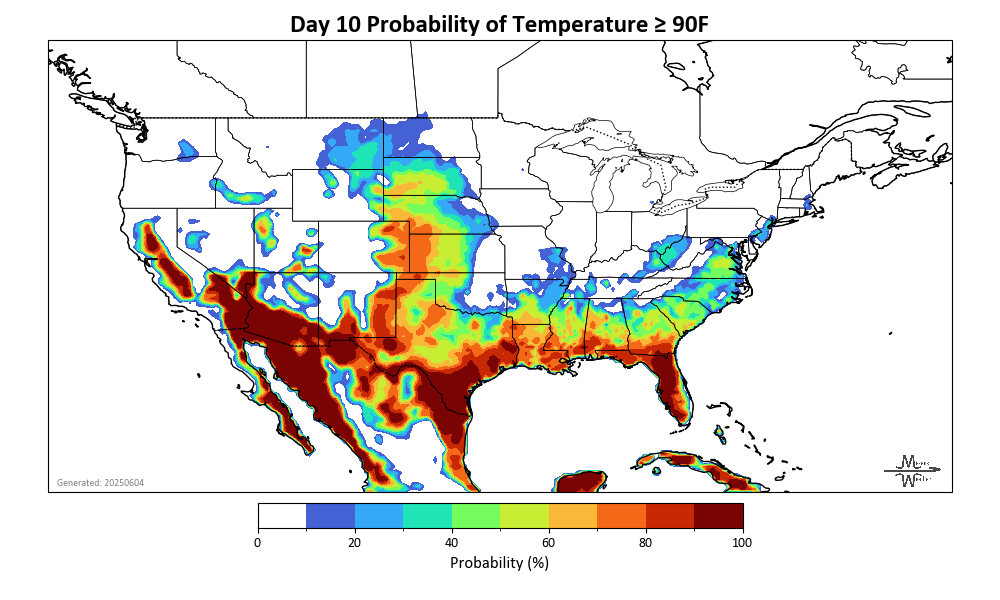 Day 10 Probability of Temperature ≥ 90F
Generated: 20250604
0 20 40 60 80 100
Probability (%)